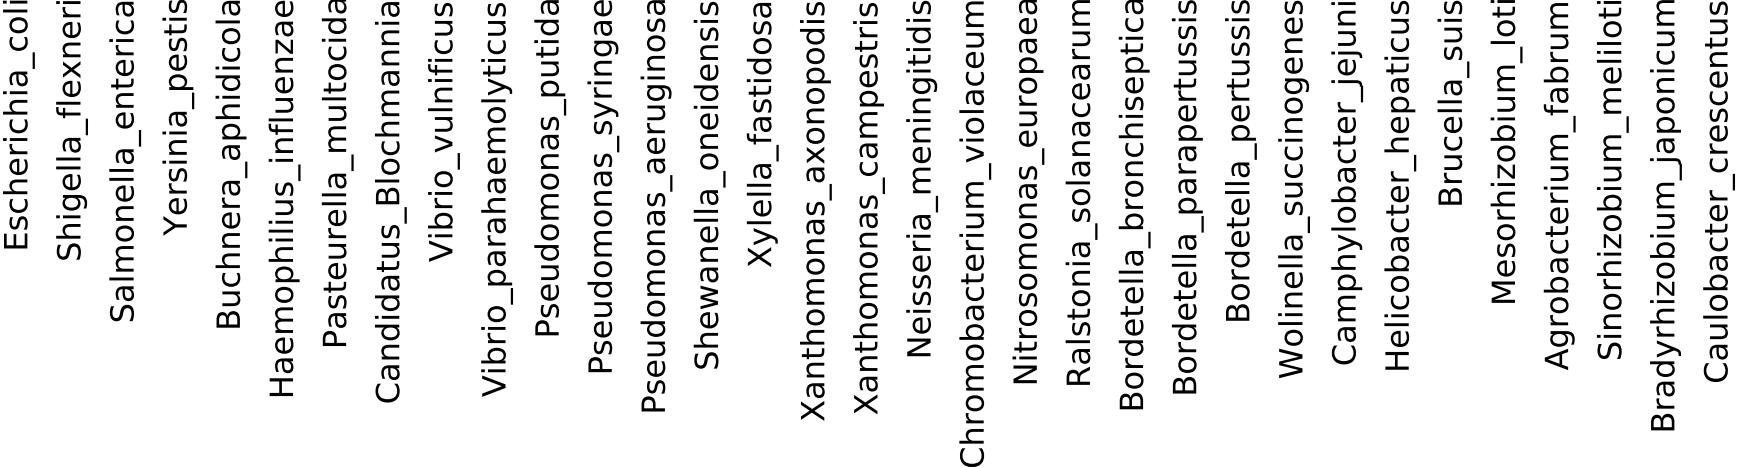 Escherichia_coli
Shigella_flexneri
Salmonella_enterica
Yersinia_pestis
Buchnera_aphidicola
Haemophilius_influenzae
Pasteurella_multocida
Candidatus_Blochmannia
Vibrio_vulnificus
Vibrio_parahaemolyticus
Pseudomonas_putida
Pseudomonas_syringae
Pseudomonas_aeruginosa
Shewanella_oneidensis
Xylella_fastidosa
Xanthomonas_axonopodis
Xanthomonas_campestris
Neisseria_meningitidis
Chromobacterium_violaceum
Nitrosomonas_europaea
Ralstonia_solanacearum
Bordetella_bronchiseptica
Bordetella_parapertussis
Bordetella_pertussis
Wolinella_succinogenes
Camphylobacter_jejuni
Helicobacter_hepaticus
Brucella_suis
Mesorhizobium_loti
Agrobacterium_fabrum
Sinorhizobium_meliloti
Bradyrhizobium_japonicum
Caulobacter_crescentus